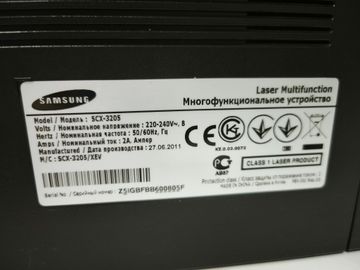 SAMSUNG
Laser Multifunction
Многофункциональное устройство
Model / Модель : SCX-3205
Volts / Номинальное напряжение : 220-240V~, В
Hertz / Номинальная частота : 50/60Hz, Гц
Amps / Номинальный ток : 2A, Ампер
Manufactured / Дата изготовления : 27.06.2011
M/C : SCX-3205/XEV
AB87
CLASS 1 LASER PRODUCT
Serial No. / Серийный номер : Z5IGBFBB600805F